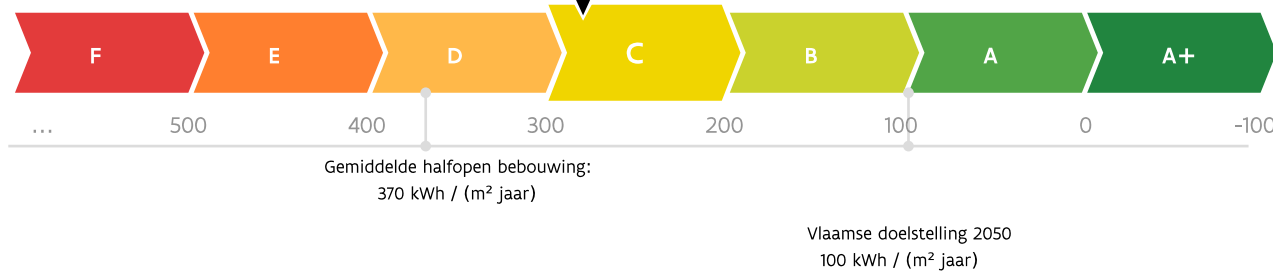 F E D C B A A+
... 500 400 300 200 100 0 -100
Gemiddelde halfopen bebouwing:
370 kWh / (m² jaar)
Vlaamse doelstelling 2050
100 kWh / (m² jaar)